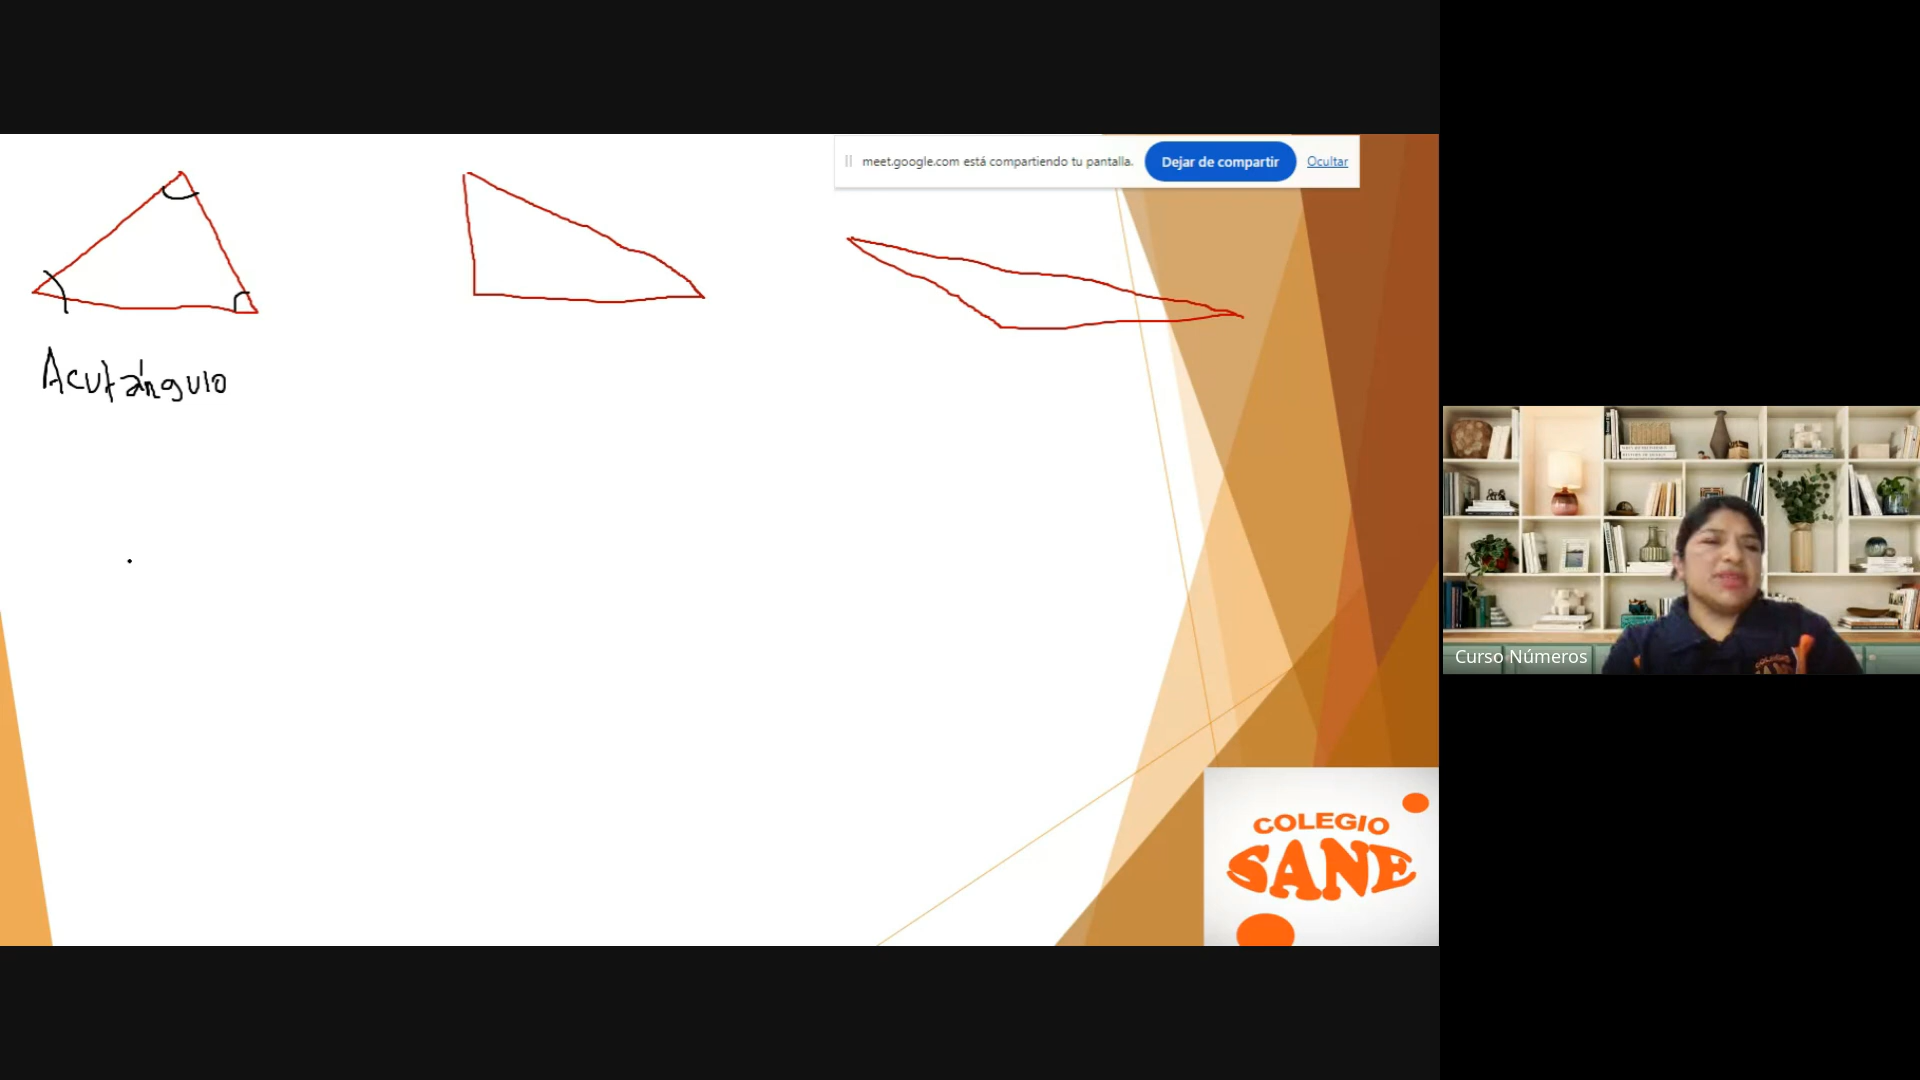 meet.google.com está compartiendo tu pantalla.
Dejar de compartir
Ocultar
Acutángulo
Curso Números
COLEGIO
SANE